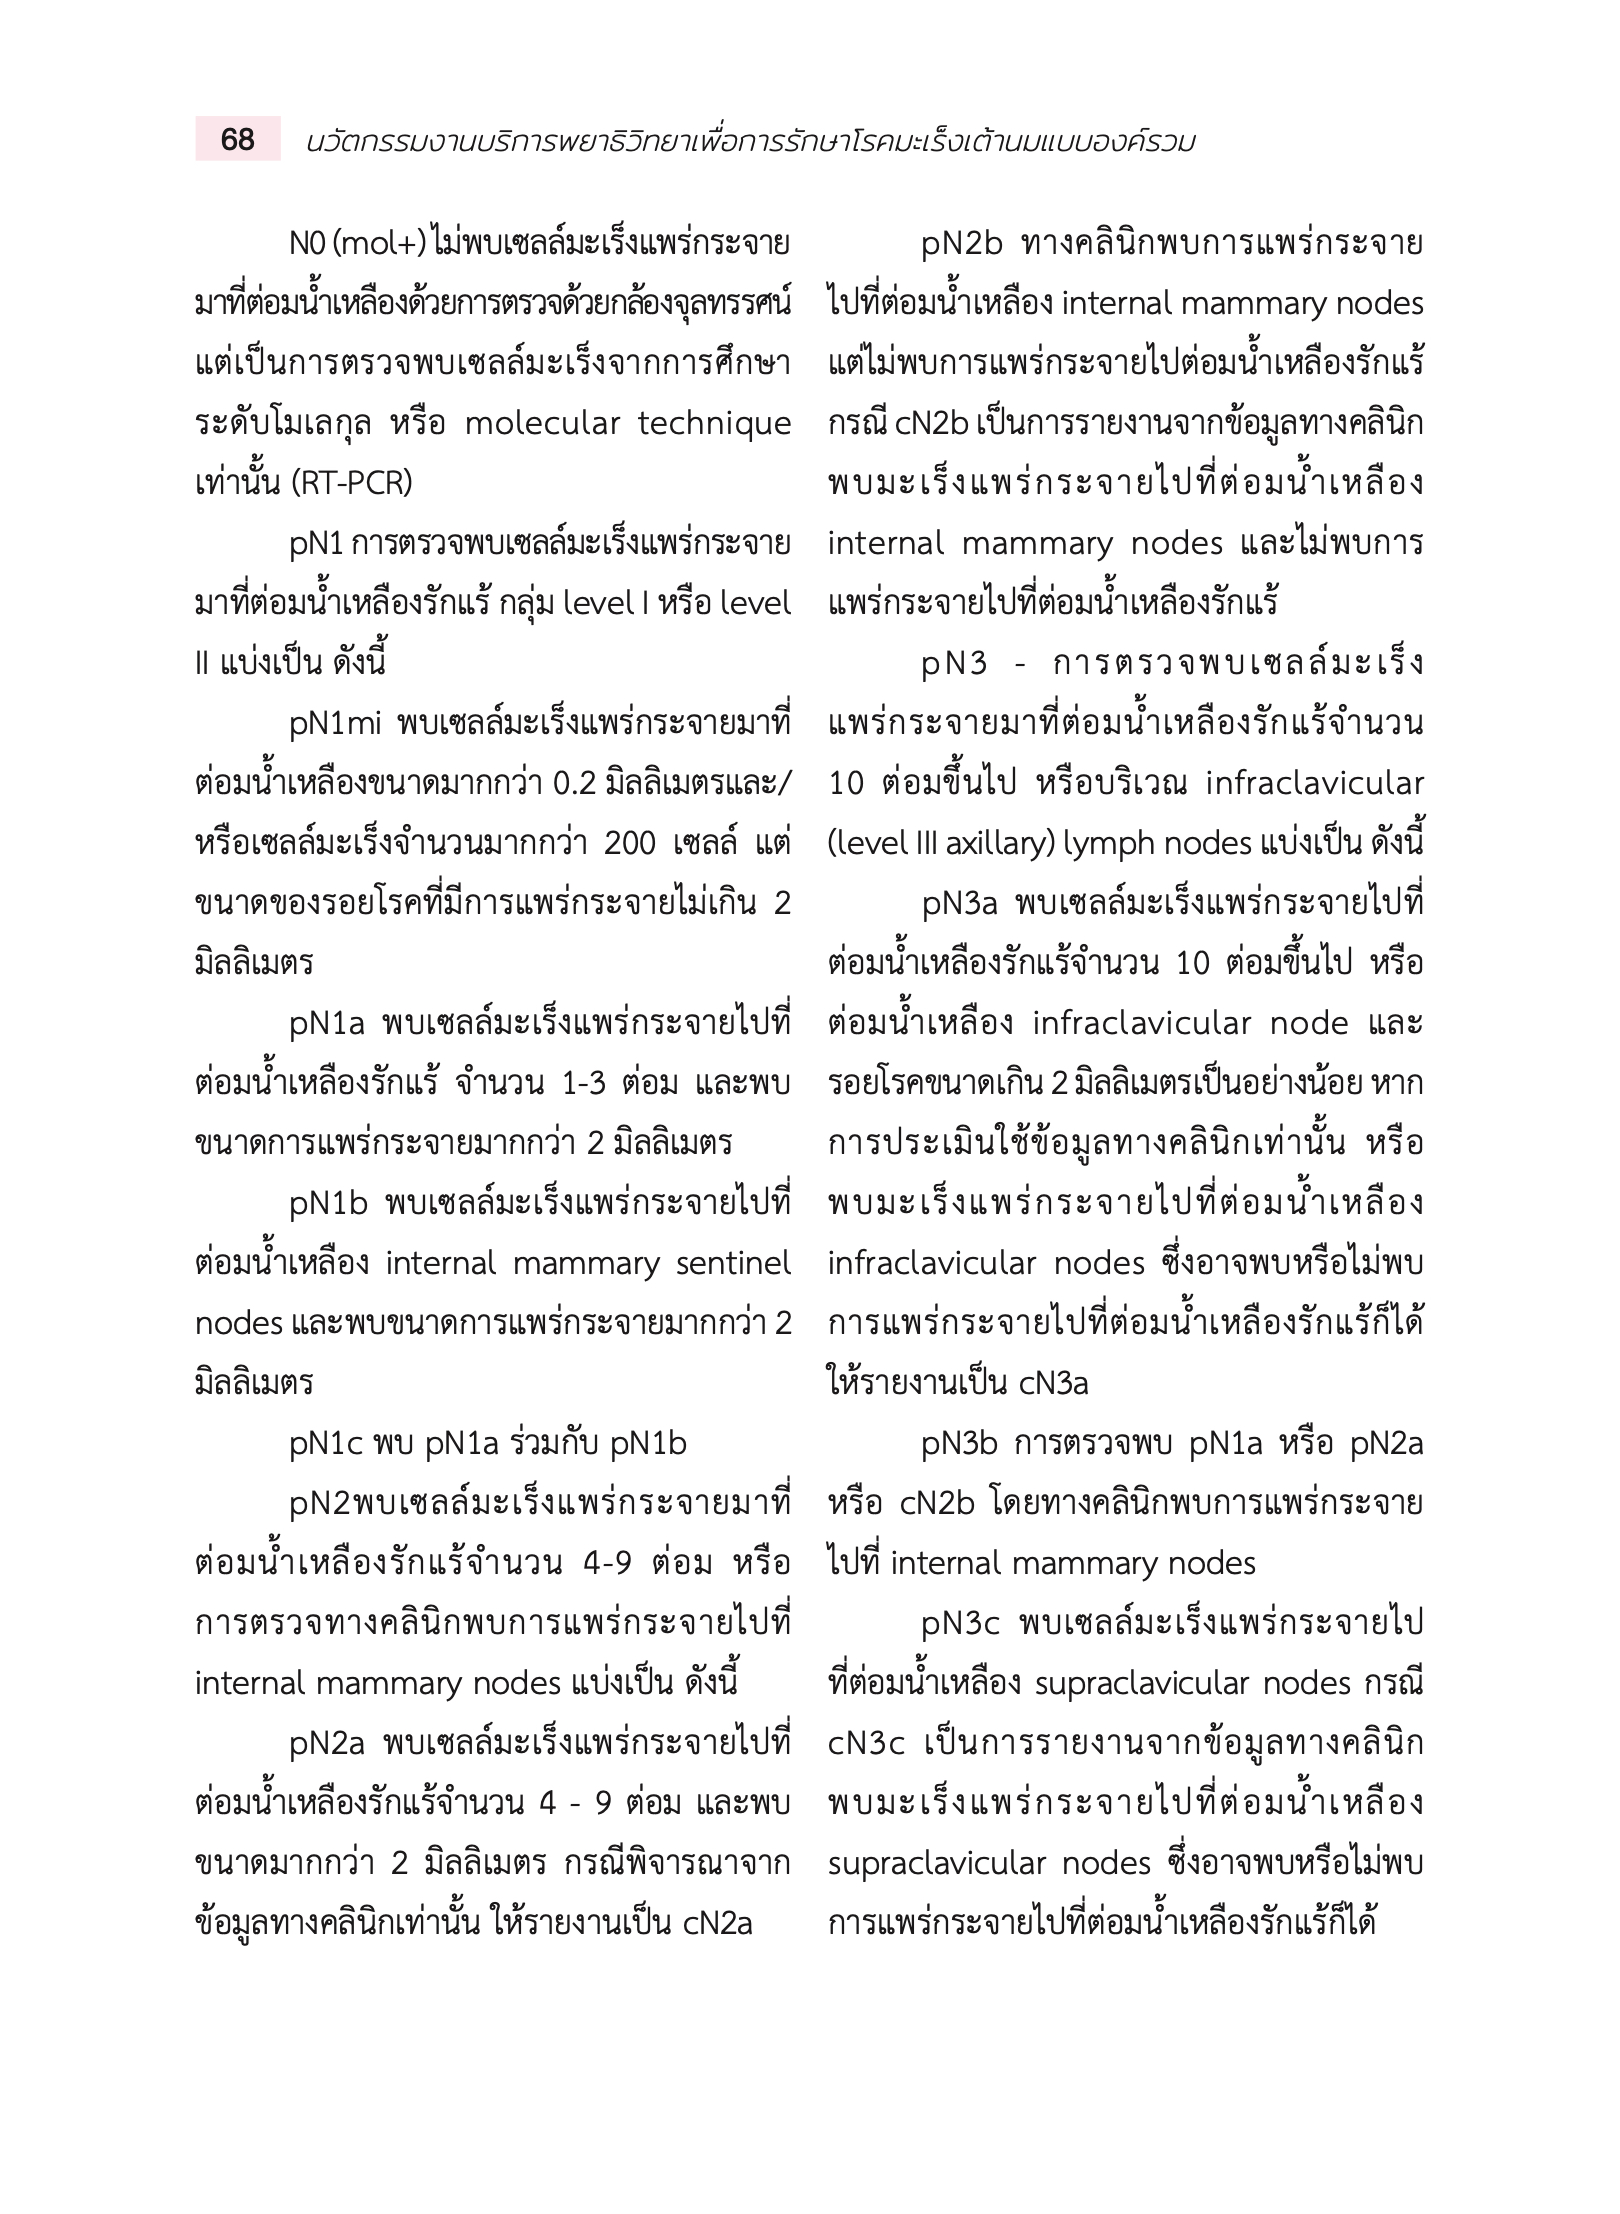 68 นวัตกรรมงานบริการพยาธิวิทยาเพื่อการรักษาโรคมะเร็งเต้านมแบบองค์รวม
N0 (mol+) ไม่พบเซลล์มะเร็งแพร่กระจาย
มาที่ต่อมน้ำเหลืองด้วยการตรวจด้วยกล้องจุลทรรศน์
แต่เป็นการตรวจพบเซลล์มะเร็งจากการศึกษา
ระดับโมเลกุล หรือ molecular technique
เท่านั้น (RT-PCR)
pN1 การตรวจพบเซลล์มะเร็งแพร่กระจาย
มาที่ต่อมน้ำเหลืองรักแร้ กลุ่ม level I หรือ level
II แบ่งเป็น ดังนี้
pN1mi พบเซลล์มะเร็งแพร่กระจายมาที่
ต่อมน้ำเหลืองขนาดมากกว่า 0.2 มิลลิเมตรและ/
หรือเซลล์มะเร็งจำนวนมากกว่า 200 เซลล์ แต่
ขนาดของรอยโรคที่มีการแพร่กระจายไม่เกิน 2
มิลลิเมตร
pN1a พบเซลล์มะเร็งแพร่กระจายไปที่
ต่อมน้ำเหลืองรักแร้ จำนวน 1-3 ต่อม และพบ
ขนาดการแพร่กระจายมากกว่า 2 มิลลิเมตร
pN1b พบเซลล์มะเร็งแพร่กระจายไปที่
ต่อมน้ำเหลือง internal mammary sentinel
nodes และพบขนาดการแพร่กระจายมากกว่า 2
มิลลิเมตร
pN1c พบ pN1a ร่วมกับ pN1b
pN2พบเซลล์มะเร็งแพร่กระจายมาที่
ต่อมน้ำเหลืองรักแร้จำนวน 4-9 ต่อม หรือ
การตรวจทางคลินิกพบการแพร่กระจายไปที่
internal mammary nodes แบ่งเป็น ดังนี้
pN2a พบเซลล์มะเร็งแพร่กระจายไปที่
ต่อมน้ำเหลืองรักแร้จำนวน 4 - 9 ต่อม และพบ
ขนาดมากกว่า 2 มิลลิเมตร กรณีพิจารณาจาก
ข้อมูลทางคลินิกเท่านั้น ให้รายงานเป็น cN2a
pN2b ทางคลินิกพบการแพร่กระจาย
ไปที่ต่อมน้ำเหลือง internal mammary nodes
แต่ไม่พบการแพร่กระจายไปต่อมน้ำเหลืองรักแร้
กรณี cN2b เป็นการรายงานจากข้อมูลทางคลินิก
พบมะเร็งแพร่กระจายไปที่ต่อมน้ำเหลือง
internal mammary nodes และไม่พบการ
แพร่กระจายไปที่ต่อมน้ำเหลืองรักแร้
pN3 - การตรวจพบเซลล์มะเร็ง
แพร่กระจายมาที่ต่อมน้ำเหลืองรักแร้จำนวน
10 ต่อมขึ้นไป หรือบริเวณ infraclavicular
(level III axillary) lymph nodes แบ่งเป็น ดังนี้
pN3a พบเซลล์มะเร็งแพร่กระจายไปที่
ต่อมน้ำเหลืองรักแร้จำนวน 10 ต่อมขึ้นไป หรือ
ต่อมน้ำเหลือง infraclavicular node และ
รอยโรคขนาดเกิน 2 มิลลิเมตรเป็นอย่างน้อย หาก
การประเมินใช้ข้อมูลทางคลินิกเท่านั้น หรือ
พบมะเร็งแพร่กระจายไปที่ต่อมน้ำเหลือง
infraclavicular nodes ซึ่งอาจพบหรือไม่พบ
การแพร่กระจายไปที่ต่อมน้ำเหลืองรักแร้ก็ได้
ให้รายงานเป็น cN3a
pN3b การตรวจพบ pN1a หรือ pN2a
หรือ cN2b โดยทางคลินิกพบการแพร่กระจาย
ไปที่ internal mammary nodes
pN3c พบเซลล์มะเร็งแพร่กระจายไป
ที่ต่อมน้ำเหลือง supraclavicular nodes กรณี
cN3c เป็นการรายงานจากข้อมูลทางคลินิก
พบมะเร็งแพร่กระจายไปที่ต่อมน้ำเหลือง
supraclavicular nodes ซึ่งอาจพบหรือไม่พบ
การแพร่กระจายไปที่ต่อมน้ำเหลืองรักแร้ก็ได้